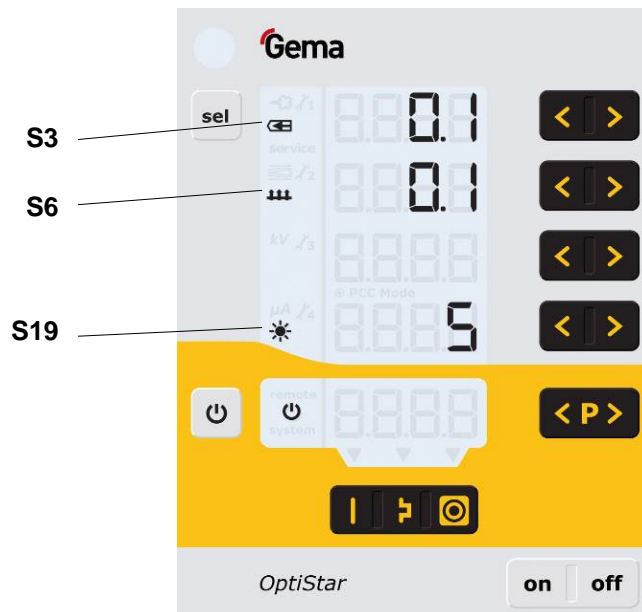 Gema
sel
S3
0.1
service
S6
0.1
kV
PCC Mode
µA
S19
5
remote
system
P
OptiStar
on off